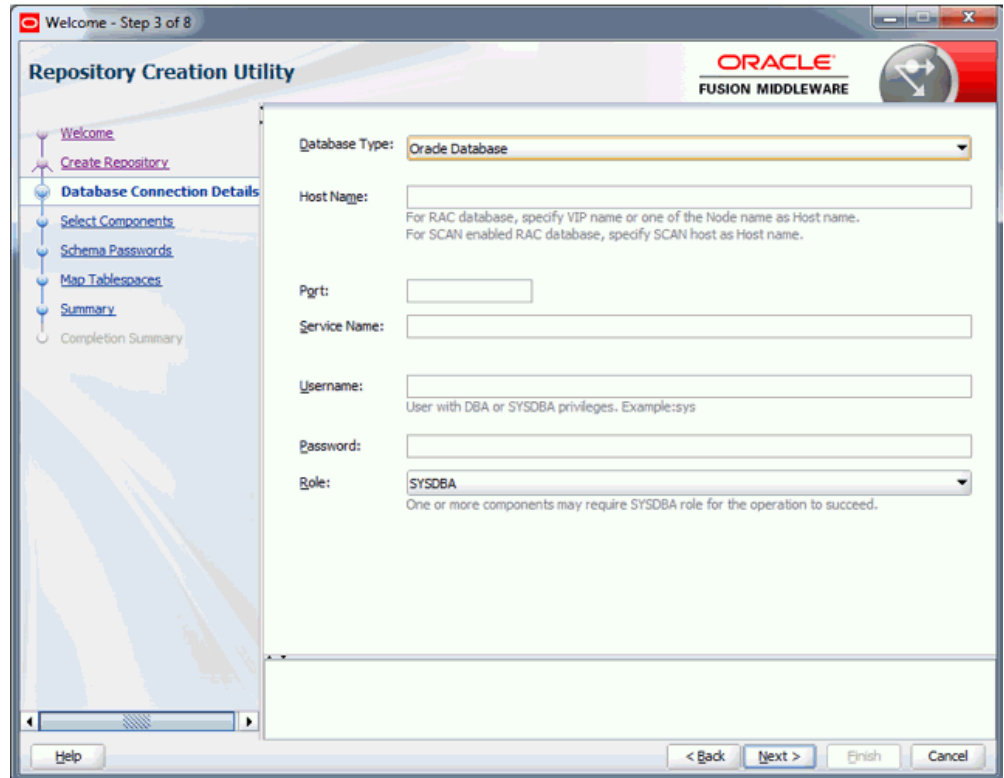 Welcome - Step 3 of 8
Repository Creation Utility
ORACLE
FUSION MIDDLEWARE
Welcome
Create Repository
Database Connection Details
Select Components
Schema Passwords
Map Tablespaces
Summary
Completion Summary
Database Type: Oracle Database
Host Name:
For RAC database, specify VIP name or one of the Node name as Host name.
For SCAN enabled RAC database, specify SCAN host as Host name.
Port:
Service Name:
Username:
User with DBA or SYSDBA privileges. Example:sys
Password:
Role: SYSDBA
One or more components may require SYSDBA role for the operation to succeed.
Help
< Back
Next >
Finish
Cancel